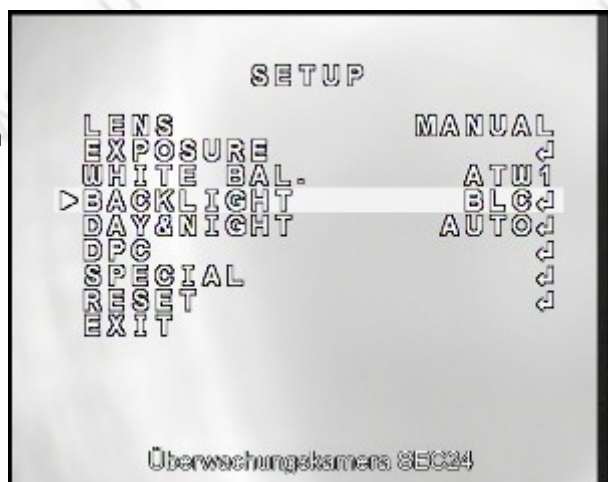 SETUP
LENS MANUAL
EXPOSURE ↵
WHITE BAL. ATW1
▷BACKLIGHT BLC↵
DAY&NIGHT AUTO↵
DPC ↵
SPECIAL ↵
RESET ↵
EXIT
Überwachungskamera SEC24